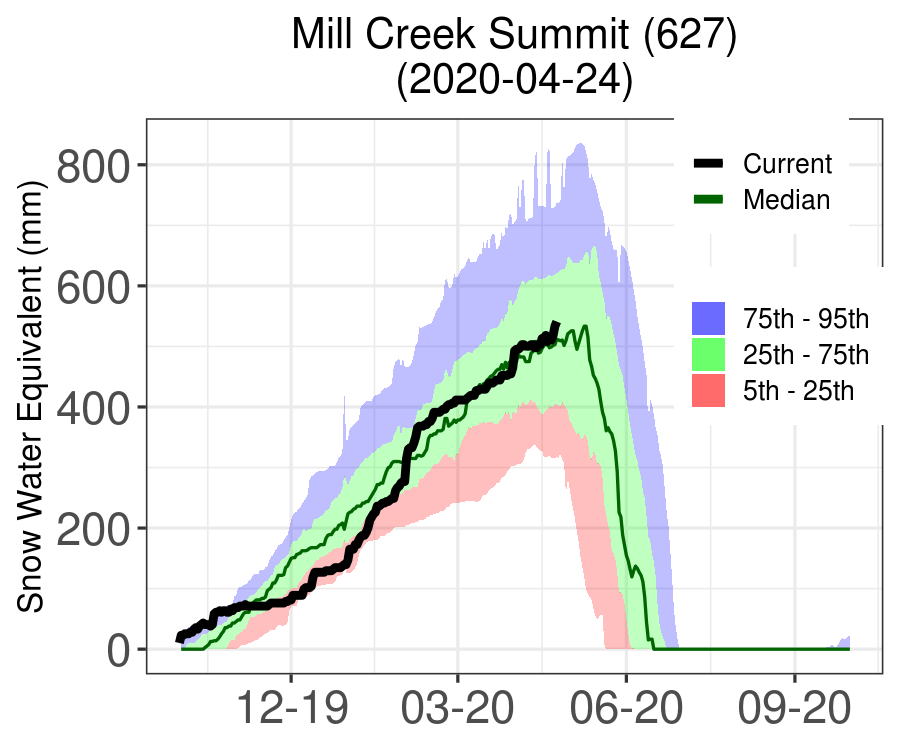 Mill Creek Summit (627)
(2020-04-24)
Snow Water Equivalent (mm)
800
600
400
200
0
12-19
03-20
06-20
09-20
Current
Median
75th - 95th
25th - 75th
5th - 25th